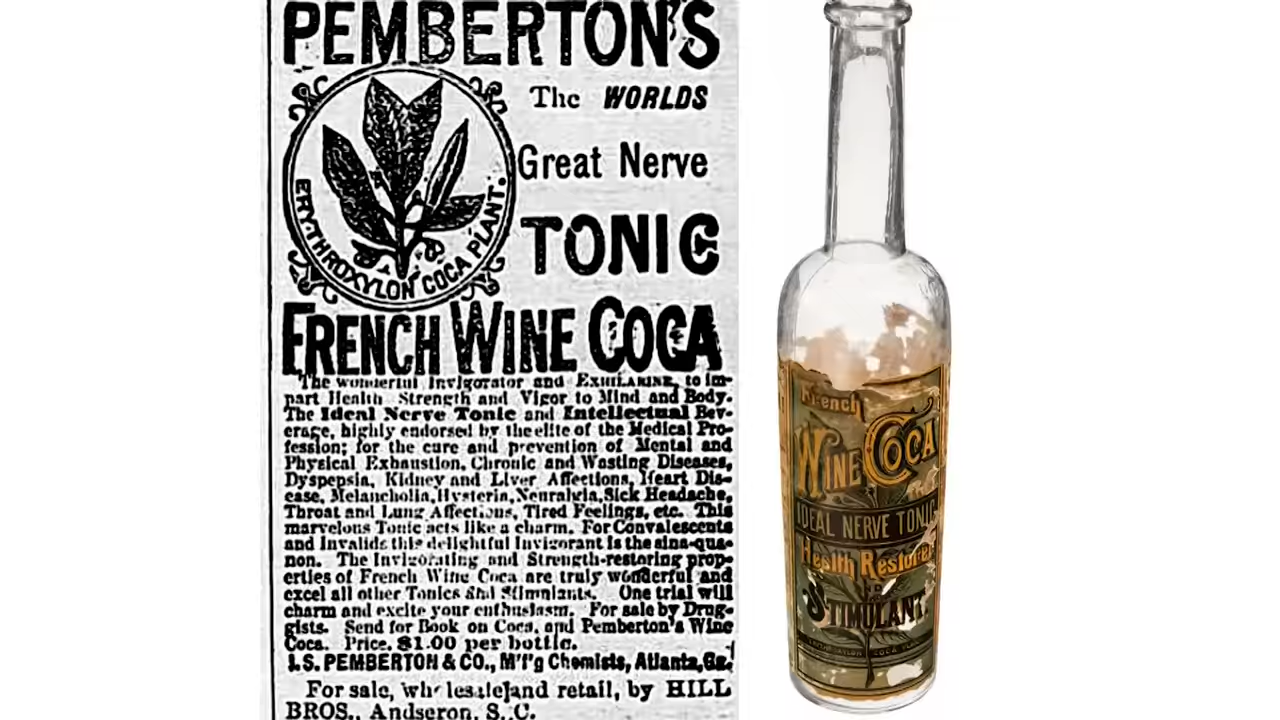 PEMBERTON'S
The WORLDS
Great Nerve
TONIC
ERYTHROXYLON COCA PLANT.
FRENCH WINE COCA
The wonderful Invigorator and EXHILARINE, to im-
part Health Strength and Vigor to Mind and Body.
The Ideal Nerve Tonic and Intellectual Bev-
erage, highly endorsed by the elite of the Medical Pro-
fession; for the cure and prevention of Mental and
Physical Exhaustion, Chronic and Wasting Diseases,
Dyspepsia, Kidney and Liver Affections, Heart Dis-
ease, Melancholia, Hysteria, Neuralgia, Sick Headache,
Throat and Lung Affections, Tired Feelings, etc. This
marvelous Tonic acts like a charm. For Convalescents
and Invalids this delightful Invigorant is the sina-qua-
non. The Invigorating and Strength-restoring prop-
erties of French Wine Coca are truly wonderful and
excel all other Tonics and Stimulants. One trial will
charm and excite your enthusiasm. For sale by Drug-
gists. Send for Book on Coca, and Pemberton's Wine
Coca. Price, $1.00 per bottle.
J.S. PEMBERTON & CO., M'f'g Chemists, Atlanta, Ga.
For sale, wholesale and retail, by HILL
BROS., Andseron, S. C.
French
WINE COCA
IDEAL NERVE TONIC
Health Restorer
AND
STIMULANT
COCA